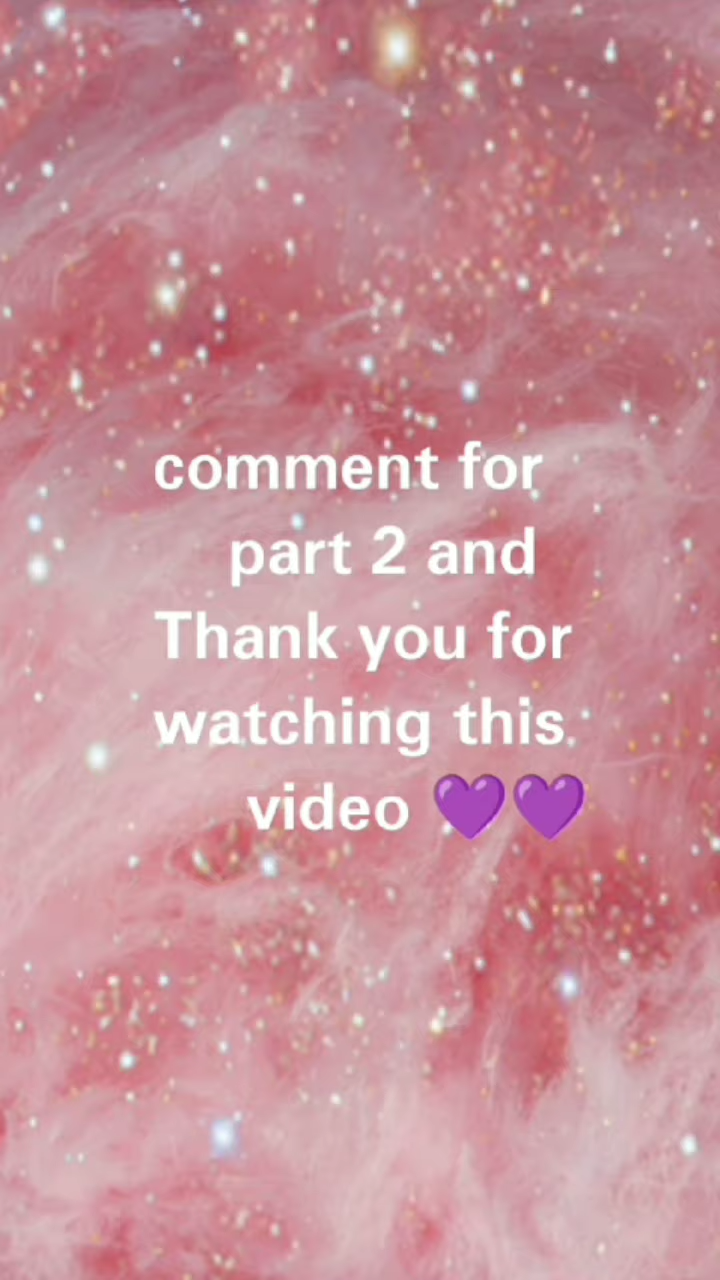 comment for
part 2 and
Thank you for
watching this
video 💜💜